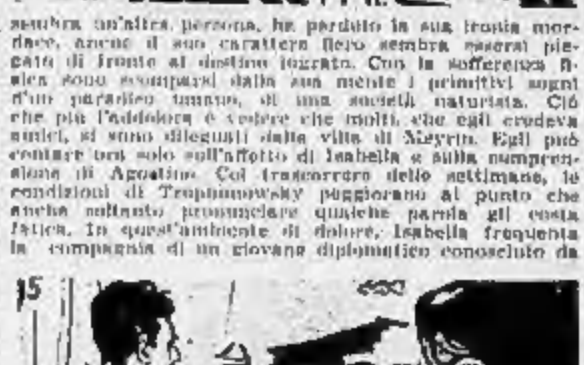 sembra un'altra persona, ha perduto la sua ironia mor-
dace, anche il suo carattere fiero sembra essersi pie-
gato di fronte al destino ingrato. Con la sofferenza fi-
sica sono scomparsi dalla sua mente i primitivi sogni
d'un paradiso umano, di una società naturista. Ciò
che più l'addolora è vedere che molti, che egli credeva
amici, si sono dileguati dalla villa di Meyrin. Egli può
contare ora solo sull'affetto di Isabella e sulla compren-
sione di Agostino. Col trascorrere delle settimane, le
condizioni di Trophimowsky peggiorano al punto che
anche soltanto pronunciare qualche parola gli costa
fatica. In quest'ambiente di dolore, Isabella frequenta
la compagnia di un giovane diplomatico conosciuto da
15